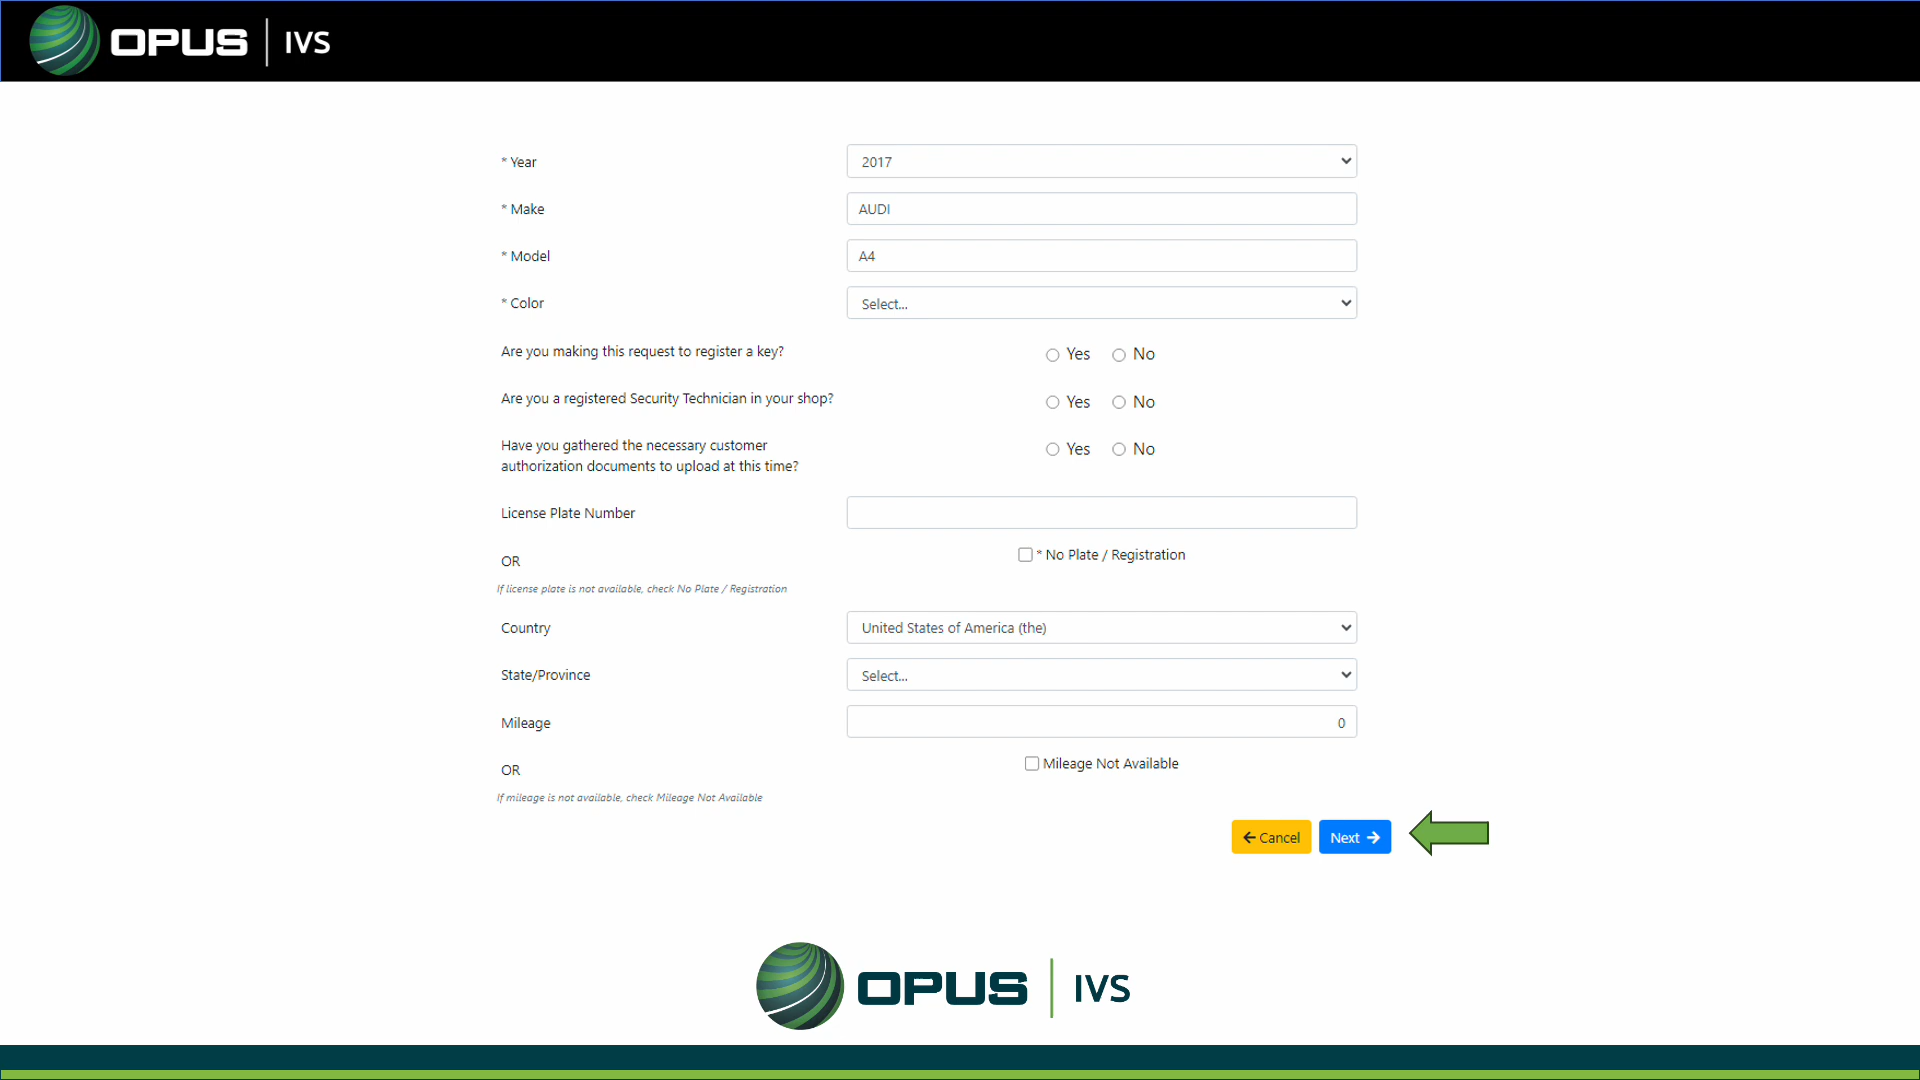 OPUS IVS
* Year 2017
* Make AUDI
* Model A4
* Color Select...
Are you making this request to register a key? Yes No
Are you a registered Security Technician in your shop? Yes No
Have you gathered the necessary customer Yes No
authorization documents to upload at this time?
License Plate Number
* No Plate / Registration
OR
If license plate is not available, check No Plate / Registration
Country United States of America (the)
State/Province Select...
Mileage 0
Mileage Not Available
OR
If mileage is not available, check Mileage Not Available
Cancel Next
OPUS IVS